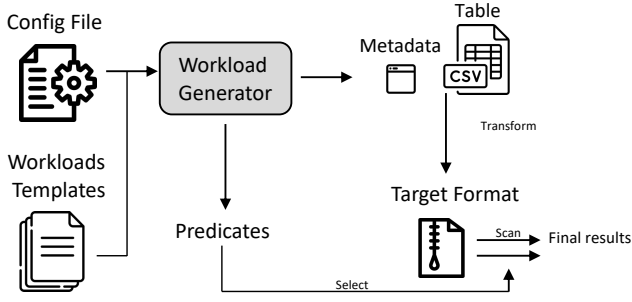 Config File
Workloads
Templates
Workload
Generator
Metadata
Table
CSV
Transform
Target Format
Predicates
Scan
Final results
Select